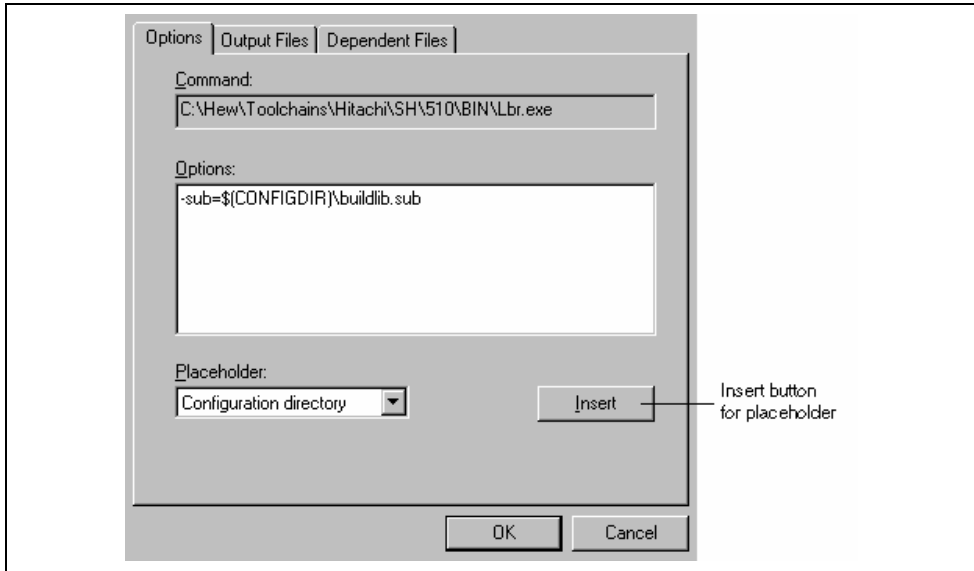 Options Output Files Dependent Files
Command:
C:\Hew\Toolchains\Hitachi\SH\510\BIN\Lbr.exe
Options:
-sub=$(CONFIGDIR)\buildlib.sub
Placeholder:
Configuration directory
Insert
Insert button
for placeholder
OK Cancel